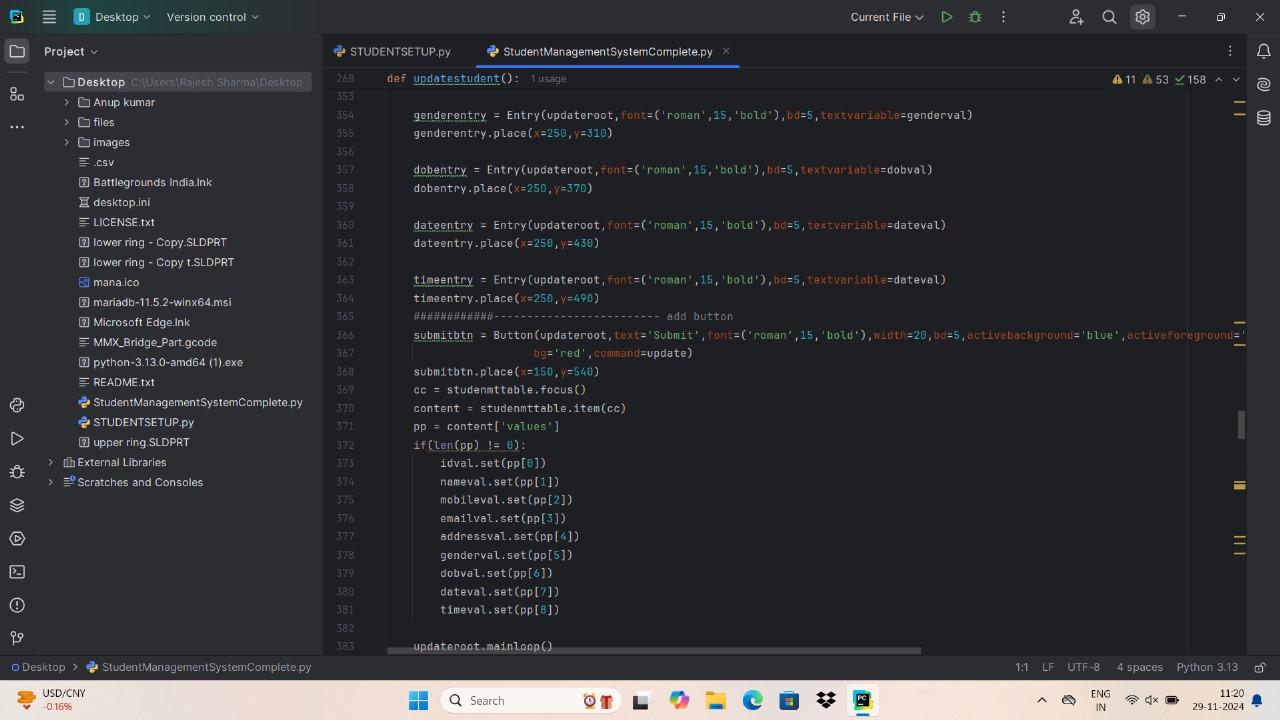 Desktop
Version control
Current File
Project
STUDENTSETUP.py
StudentManagementSystemComplete.py
Desktop C:\Users\Rajesh Sharma\Desktop
Anup kumar
files
images
.csv
Battlegrounds India.lnk
desktop.ini
LICENSE.txt
lower ring - Copy.SLDPRT
lower ring - Copy t.SLDPRT
mana.ico
mariadb-11.5.2-winx64.msi
Microsoft Edge.lnk
MMX_Bridge_Part.gcode
python-3.13.0-amd64 (1).exe
README.txt
StudentManagementSystemComplete.py
STUDENTSETUP.py
upper ring.SLDPRT
External Libraries
Scratches and Consoles
268 def updatestudent(): 1 usage
11 53 158
353
354 genderentry = Entry(updateroot,font=('roman',15,'bold'),bd=5,textvariable=genderval)
355 genderentry.place(x=250,y=310)
356
357 dobentry = Entry(updateroot,font=('roman',15,'bold'),bd=5,textvariable=dobval)
358 dobentry.place(x=250,y=370)
359
360 dateentry = Entry(updateroot,font=('roman',15,'bold'),bd=5,textvariable=dateval)
361 dateentry.place(x=250,y=430)
362
363 timeentry = Entry(updateroot,font=('roman',15,'bold'),bd=5,textvariable=dateval)
364 timeentry.place(x=250,y=490)
365 ############------------------------- add button
366 submitbtn = Button(updateroot,text='Submit',font=('roman',15,'bold'),width=20,bd=5,activebackground='blue',activeforeground='
367 bg='red',command=update)
368 submitbtn.place(x=150,y=540)
369 cc = studenmttable.focus()
370 content = studenmttable.item(cc)
371 pp = content['values']
372 if(len(pp) != 0):
373 idval.set(pp[0])
374 nameval.set(pp[1])
375 mobileval.set(pp[2])
376 emailval.set(pp[3])
377 addressval.set(pp[4])
378 genderval.set(pp[5])
379 dobval.set(pp[6])
380 dateval.set(pp[7])
381 timeval.set(pp[8])
382
383 updateroot.mainloop()
Desktop > StudentManagementSystemComplete.py
1:1 LF UTF-8 4 spaces Python 3.13
USD/CNY
-0.16%
Search
ENG
IN
11:20
29-11-2024